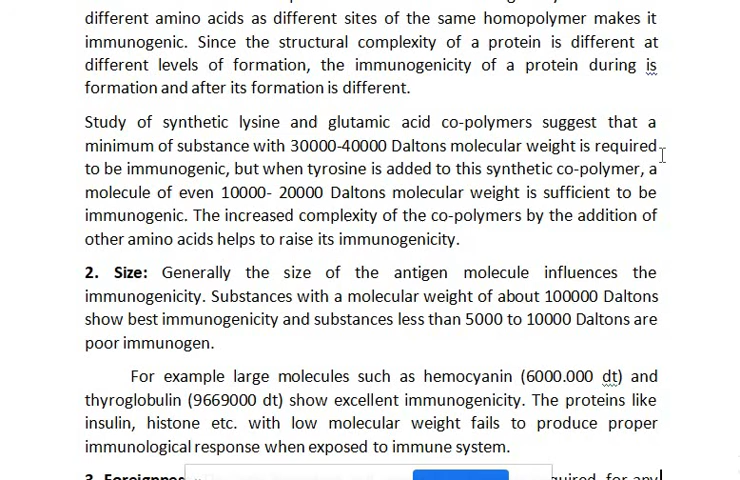 different amino acids as different sites of the same homopolymer makes it
immunogenic. Since the structural complexity of a protein is different at
different levels of formation, the immunogenicity of a protein during is
formation and after its formation is different.
Study of synthetic lysine and glutamic acid co-polymers suggest that a
minimum of substance with 30000-40000 Daltons molecular weight is required
to be immunogenic, but when tyrosine is added to this synthetic co-polymer, a
molecule of even 10000- 20000 Daltons molecular weight is sufficient to be
immunogenic. The increased complexity of the co-polymers by the addition of
other amino acids helps to raise its immunogenicity.
2. Size: Generally the size of the antigen molecule influences the
immunogenicity. Substances with a molecular weight of about 100000 Daltons
show best immunogenicity and substances less than 5000 to 10000 Daltons are
poor immunogen.
For example large molecules such as hemocyanin (6000.000 dt) and
thyroglobulin (9669000 dt) show excellent immunogenicity. The proteins like
insulin, histone etc. with low molecular weight fails to produce proper
immunological response when exposed to immune system.
for any